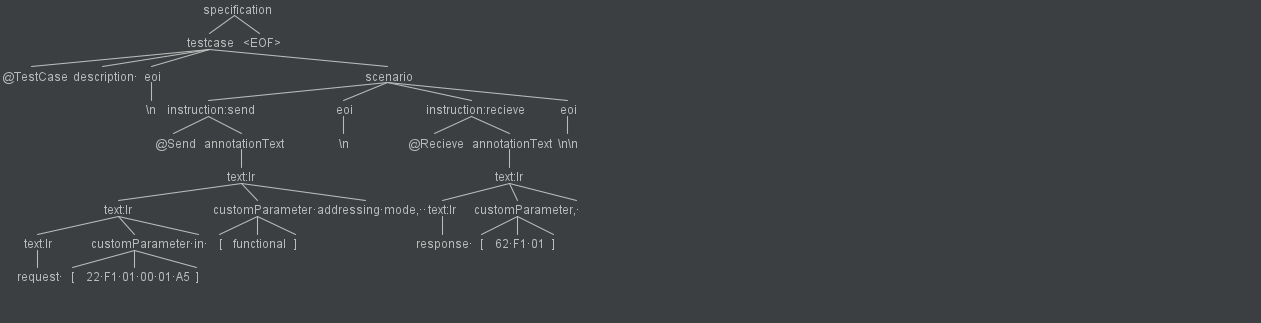 specification
testcase <EOF>
@TestCase description· eoi scenario
\n instruction:send eoi instruction:recieve eoi
@Send annotationText \n @Recieve annotationText \n\n
text:lr text:lr
text:lr customParameter ·addressing·mode,·· text:lr customParameter ,·
text:lr customParameter ·in· [ functional ] response· [ 62·F1·01 ]
request· [ 22·F1·01·00·01·A5 ]